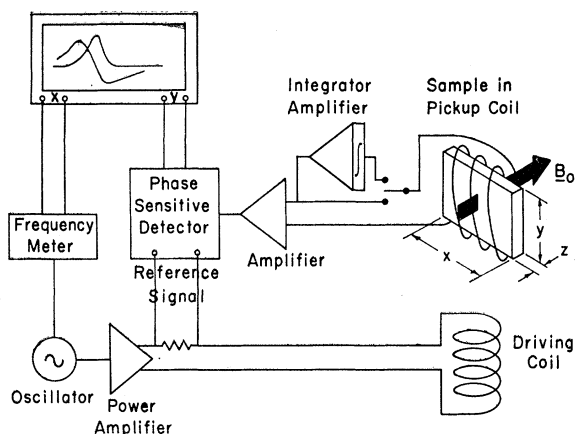 x
y
Integrator
Amplifier
Sample in
Pickup Coil
B₀
Phase
Sensitive
Detector
Frequency
Meter
Amplifier
x
y
z
Reference
Signal
Oscillator
Power
Amplifier
Driving
Coil